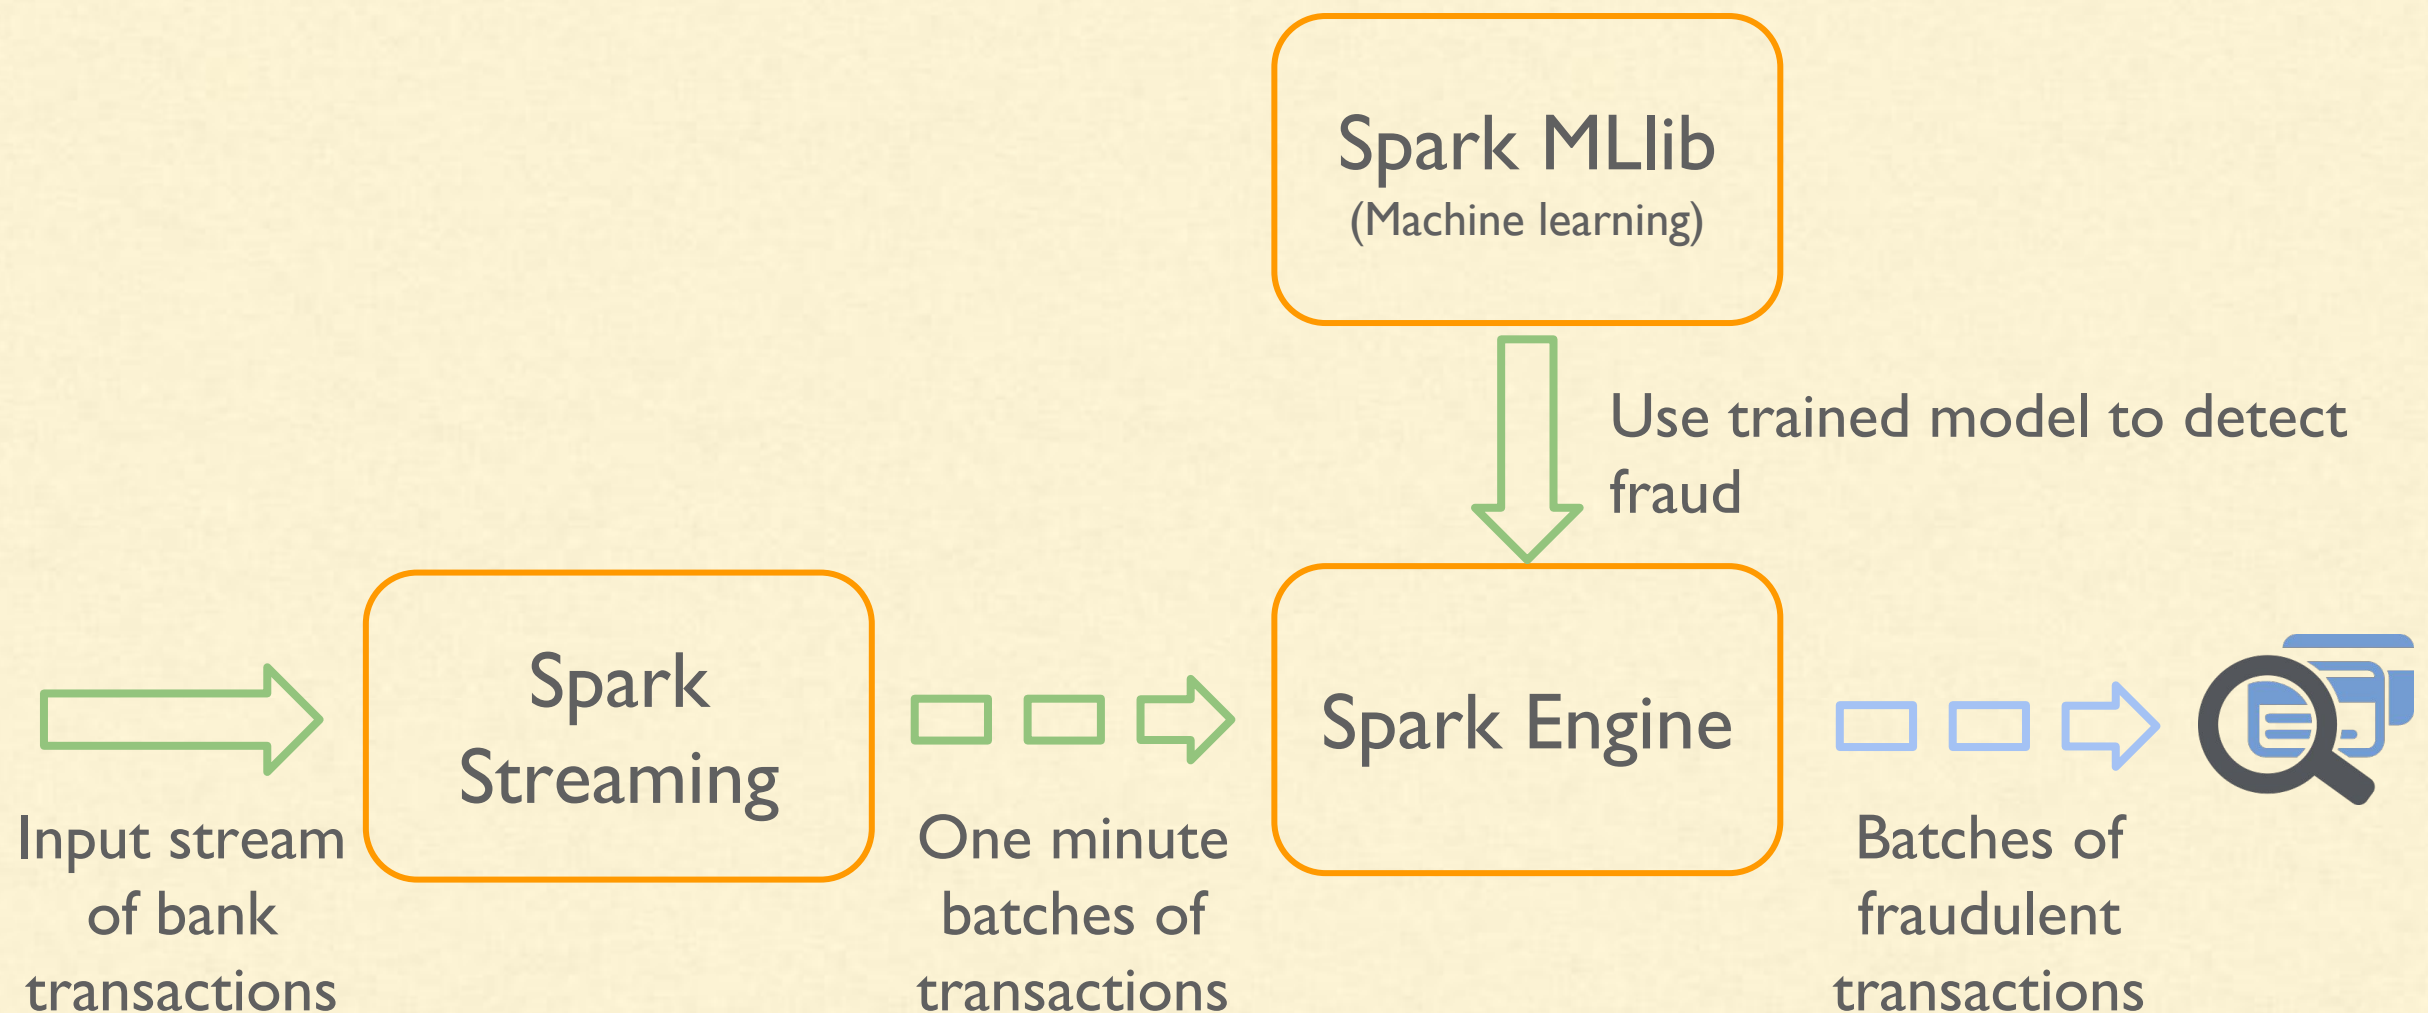 Spark MLlib
(Machine learning)
Use trained model to detect
fraud
Spark
Streaming
Spark Engine
Input stream
of bank
transactions
One minute
batches of
transactions
Batches of
fraudulent
transactions